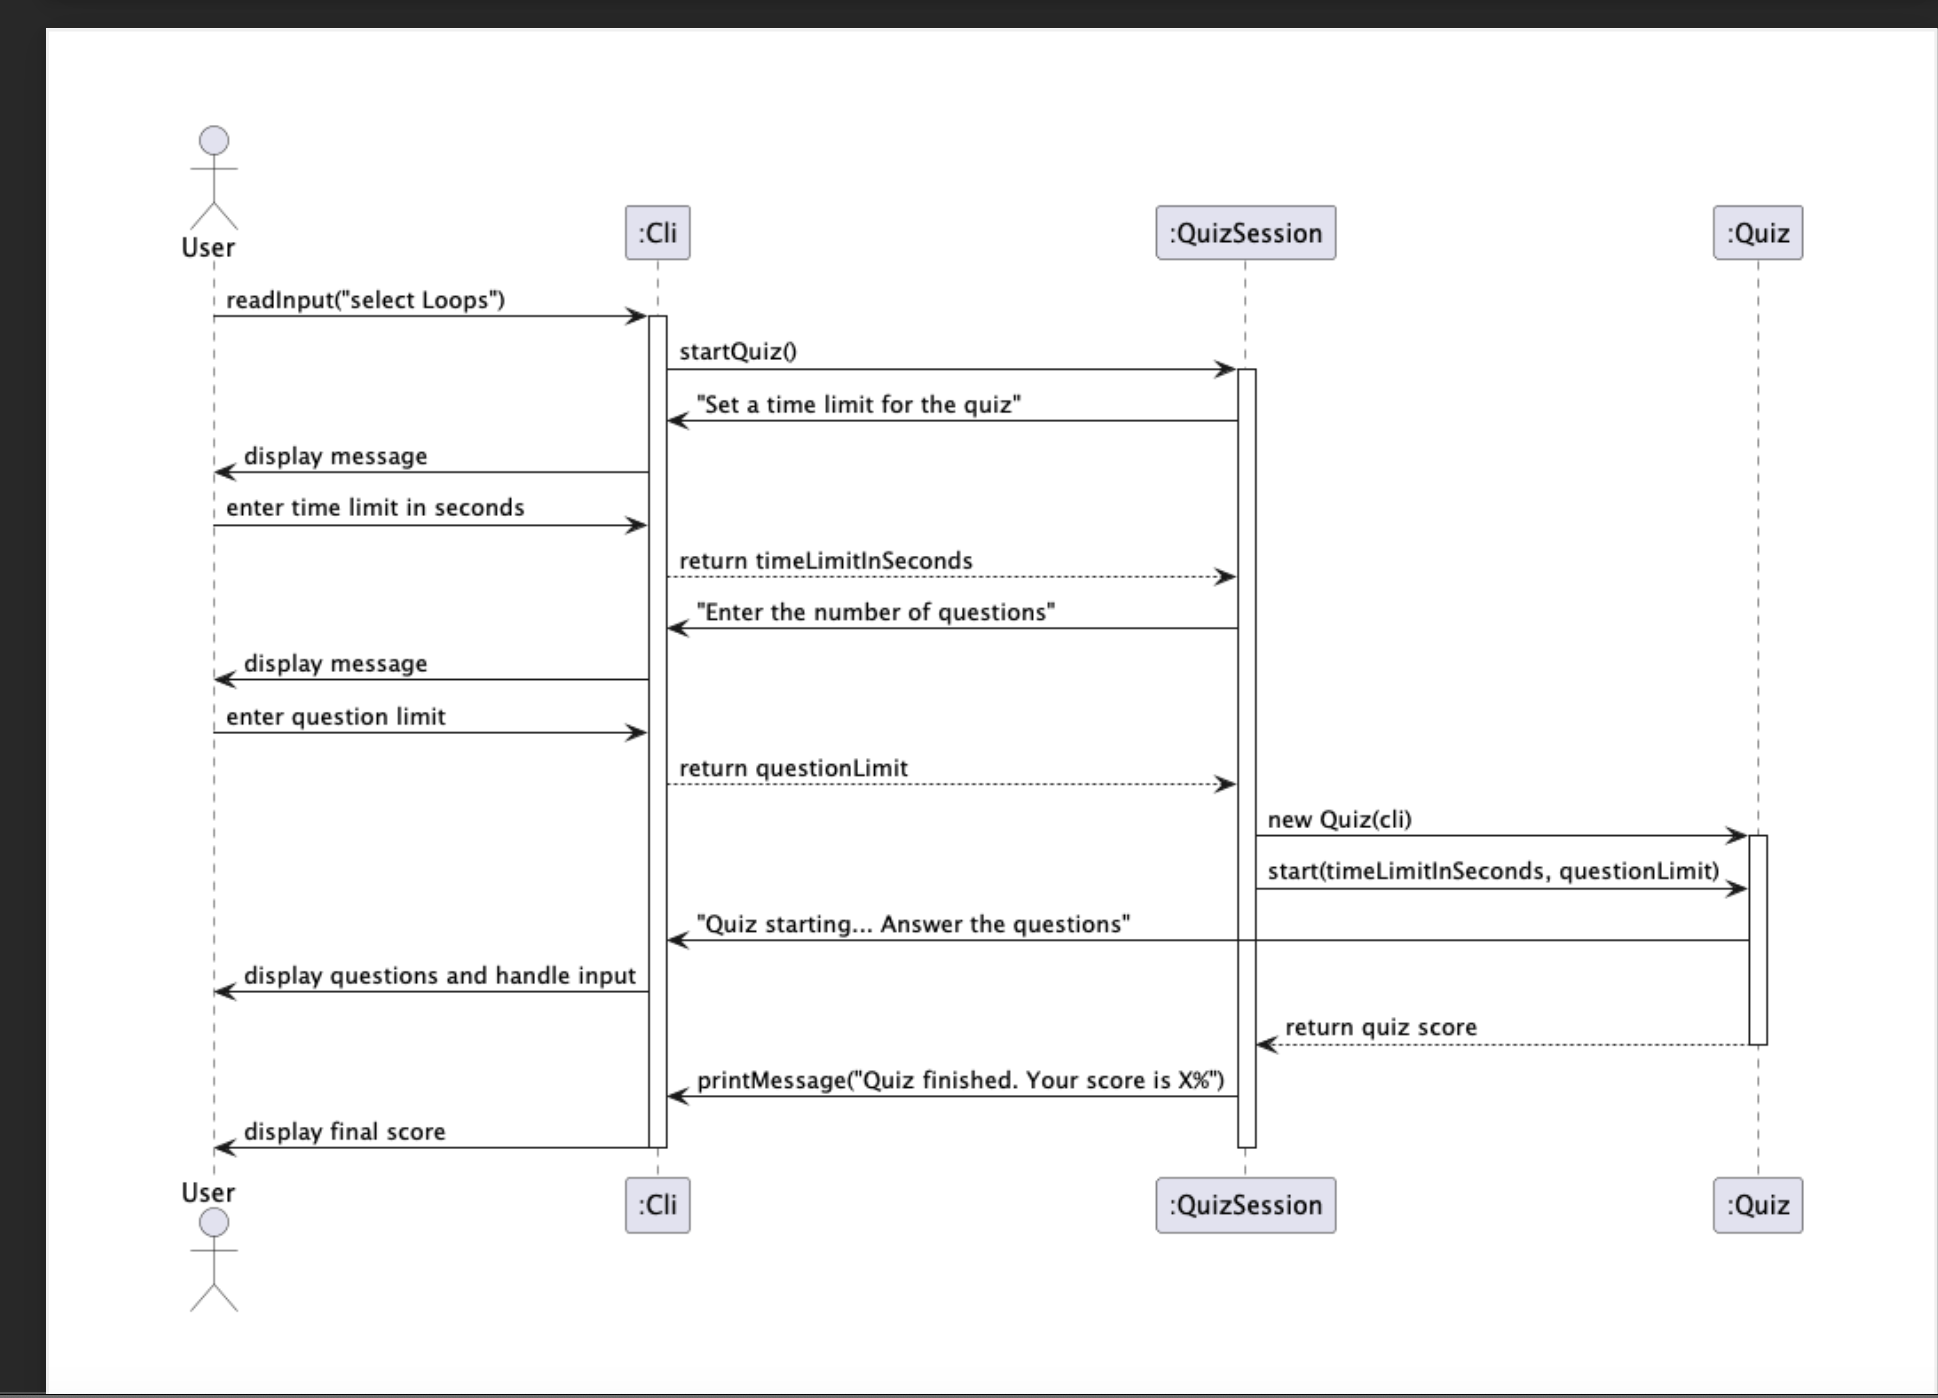 User
:Cli
:QuizSession
:Quiz
readInput("select Loops")
startQuiz()
"Set a time limit for the quiz"
display message
enter time limit in seconds
return timeLimitInSeconds
"Enter the number of questions"
display message
enter question limit
return questionLimit
new Quiz(cli)
start(timeLimitInSeconds, questionLimit)
"Quiz starting... Answer the questions"
display questions and handle input
return quiz score
printMessage("Quiz finished. Your score is X%")
display final score
User
:Cli
:QuizSession
:Quiz